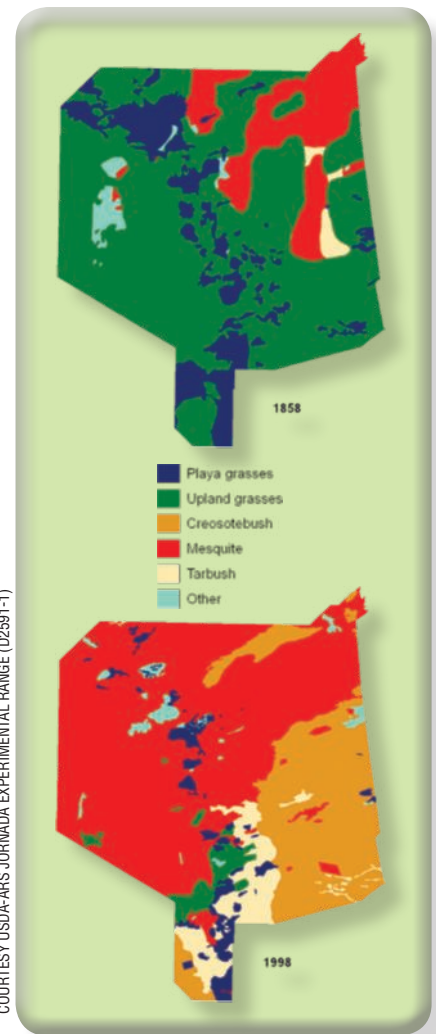 1858
Playa grasses
Upland grasses
Creosotebush
Mesquite
Tarbush
Other
1998
COURTESY USDA-ARS JORNADA EXPERIMENTAL RANGE (D2591-1)